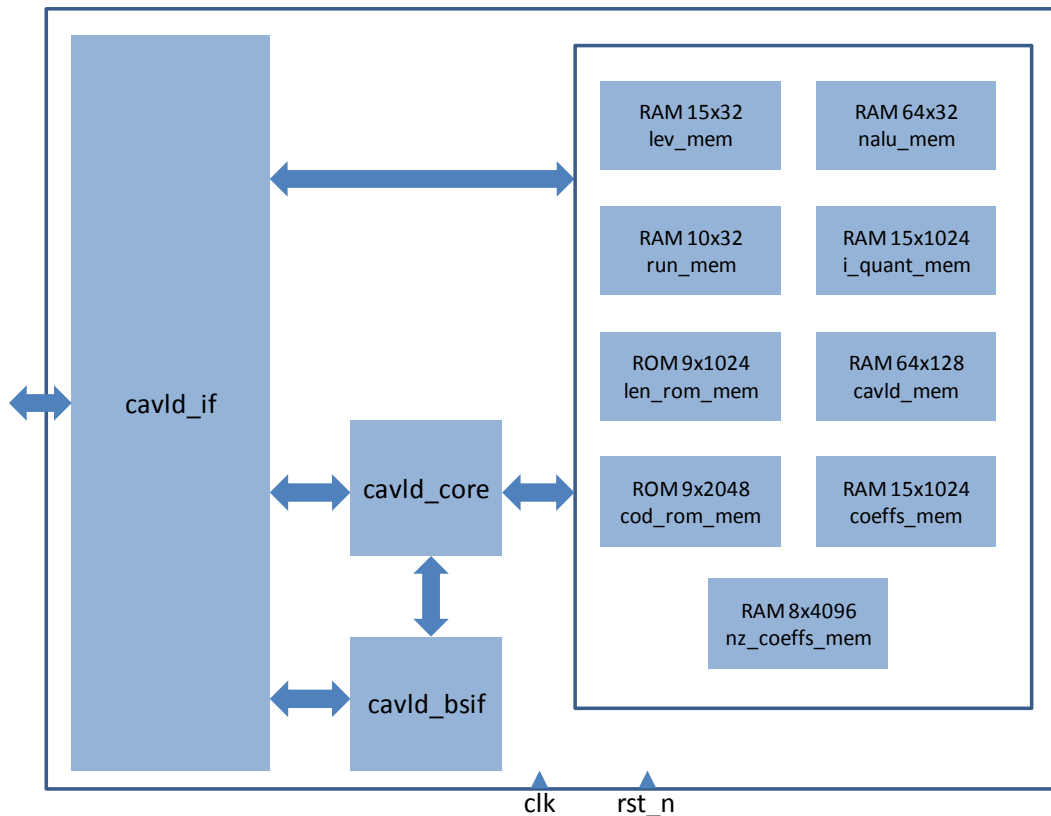 cavld_if
cavld_core
cavld_bsif
RAM 15x32
lev_mem
RAM 64x32
nalu_mem
RAM 10x32
run_mem
RAM 15x1024
i_quant_mem
ROM 9x1024
len_rom_mem
RAM 64x128
cavld_mem
ROM 9x2048
cod_rom_mem
RAM 15x1024
coeffs_mem
RAM 8x4096
nz_coeffs_mem
clk
rst_n